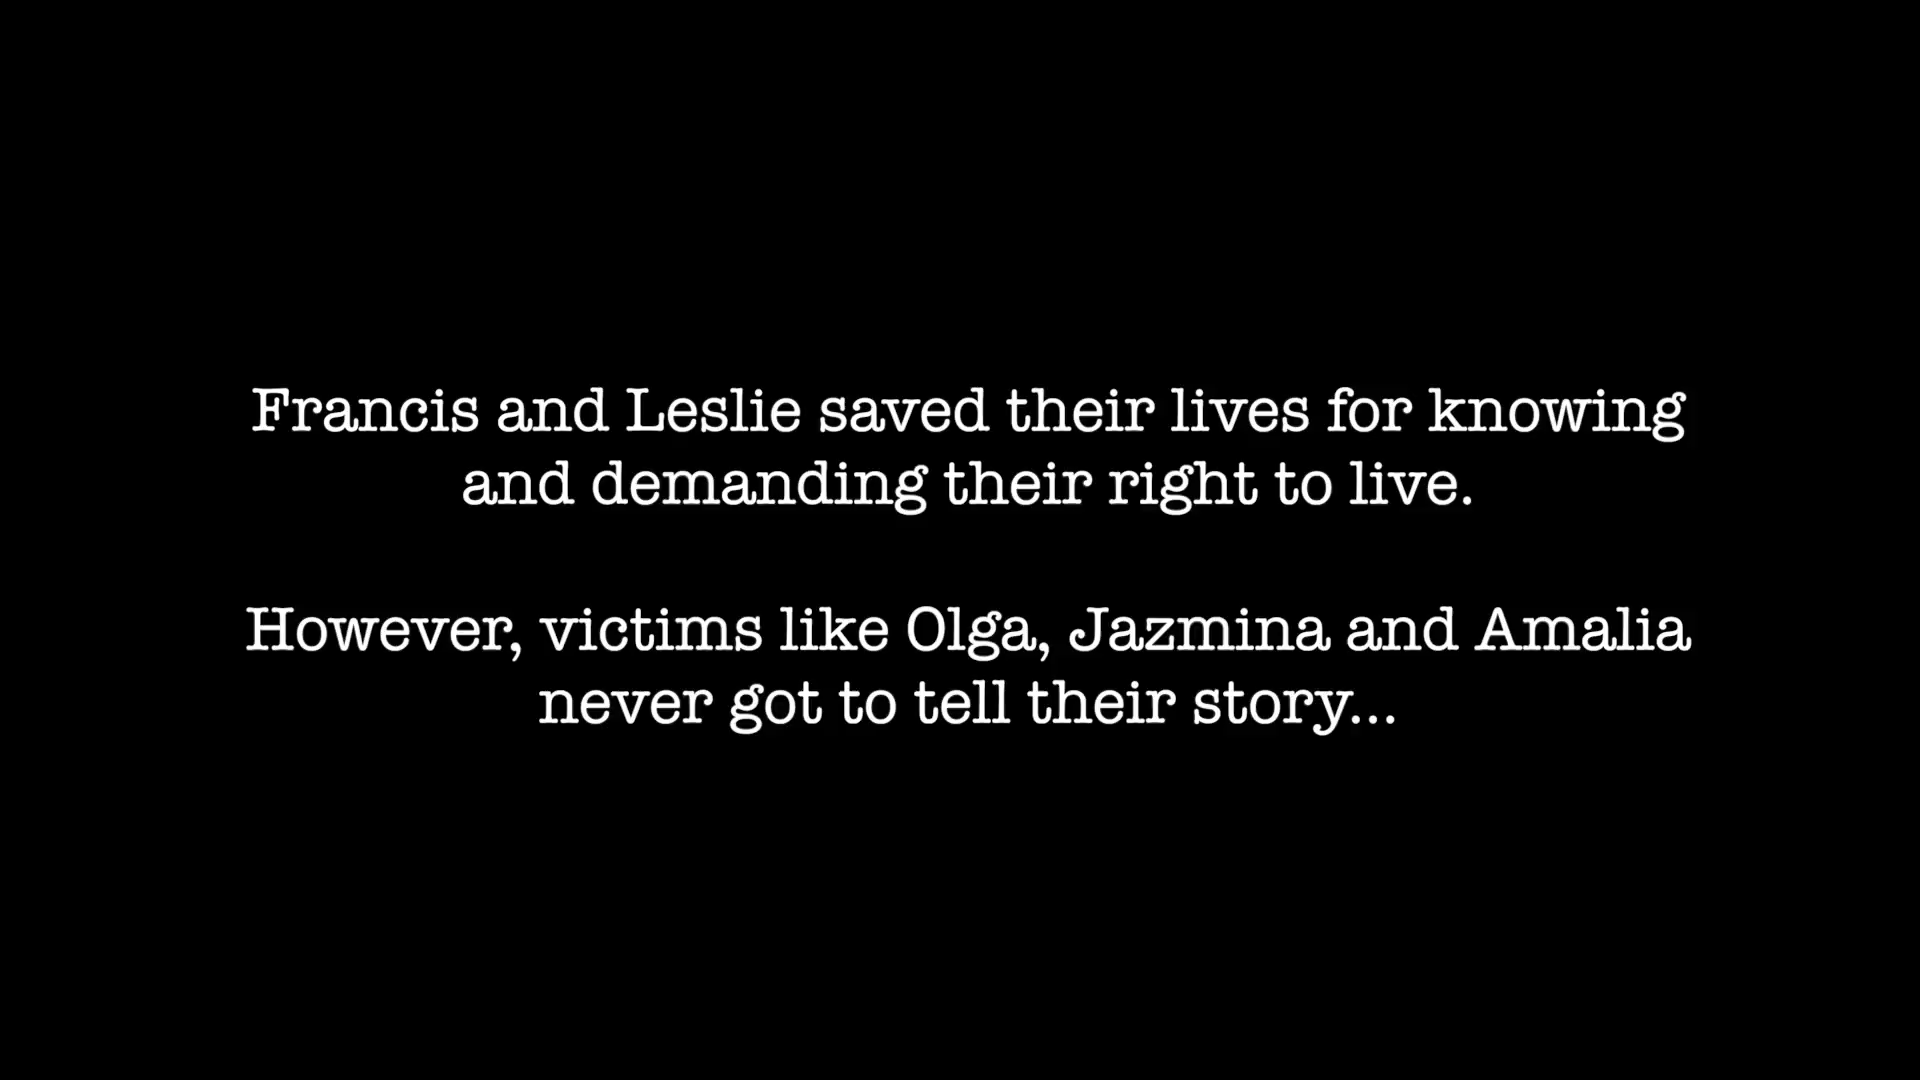 Francis and Leslie saved their lives for knowing
and demanding their right to live.
However, victims like Olga, Jazmina and Amalia
never got to tell their story...